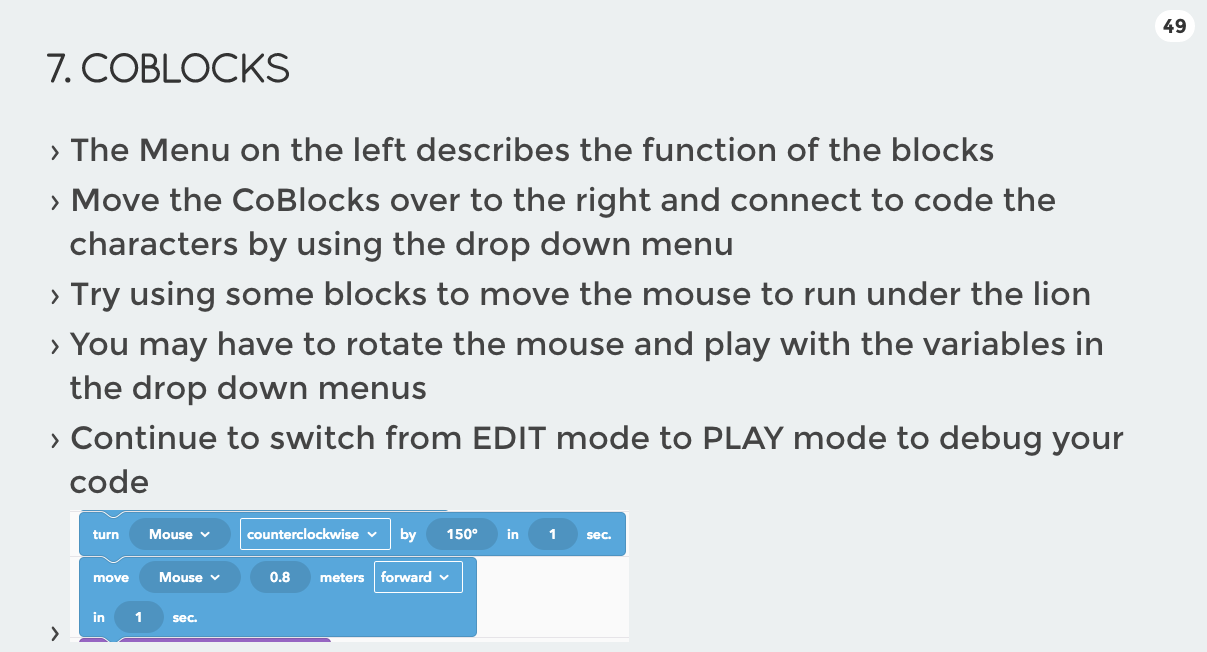 49
7. COBLOCKS
› The Menu on the left describes the function of the blocks
› Move the CoBlocks over to the right and connect to code the
characters by using the drop down menu
› Try using some blocks to move the mouse to run under the lion
› You may have to rotate the mouse and play with the variables in
the drop down menus
› Continue to switch from EDIT mode to PLAY mode to debug your
code
turn Mouse counterclockwise by 150° in 1 sec.
move Mouse 0.8 meters forward
in 1 sec.
›